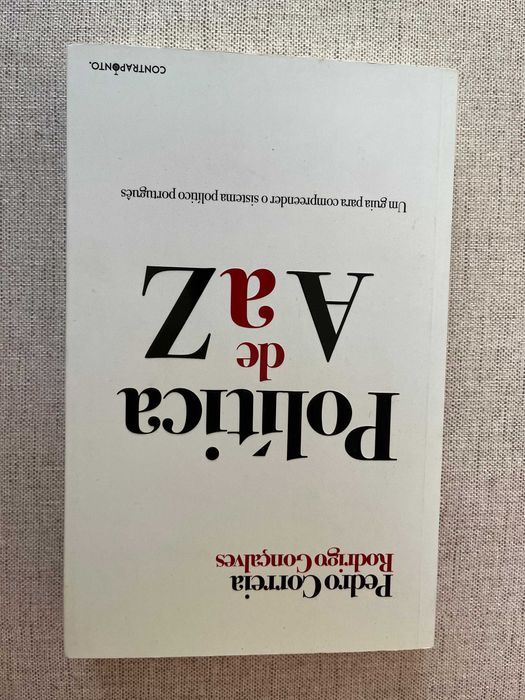 Pedro Correia
Rodrigo Gonçalves
Política
de
A a Z
Um guia para compreender o sistema político português
CONTRAPONTO.